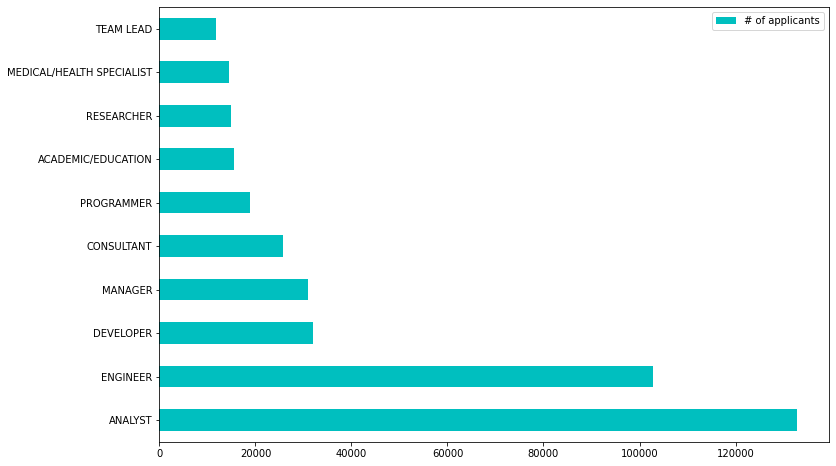 # of applicants
TEAM LEAD
MEDICAL/HEALTH SPECIALIST
RESEARCHER
ACADEMIC/EDUCATION
PROGRAMMER
CONSULTANT
MANAGER
DEVELOPER
ENGINEER
ANALYST
0 20000 40000 60000 80000 100000 120000